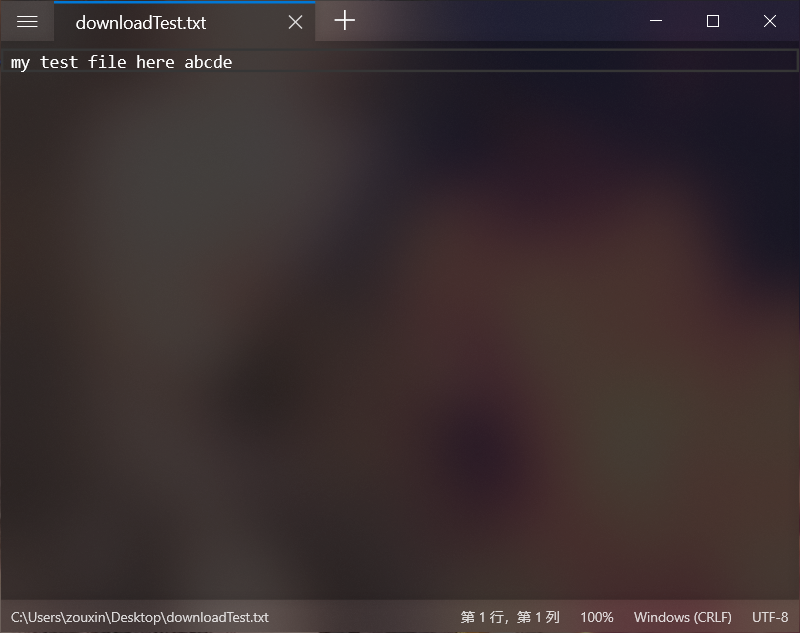 downloadTest.txt
my test file here abcde
C:\Users\zouxin\Desktop\downloadTest.txt 第 1 行，第 1 列 100% Windows (CRLF) UTF-8